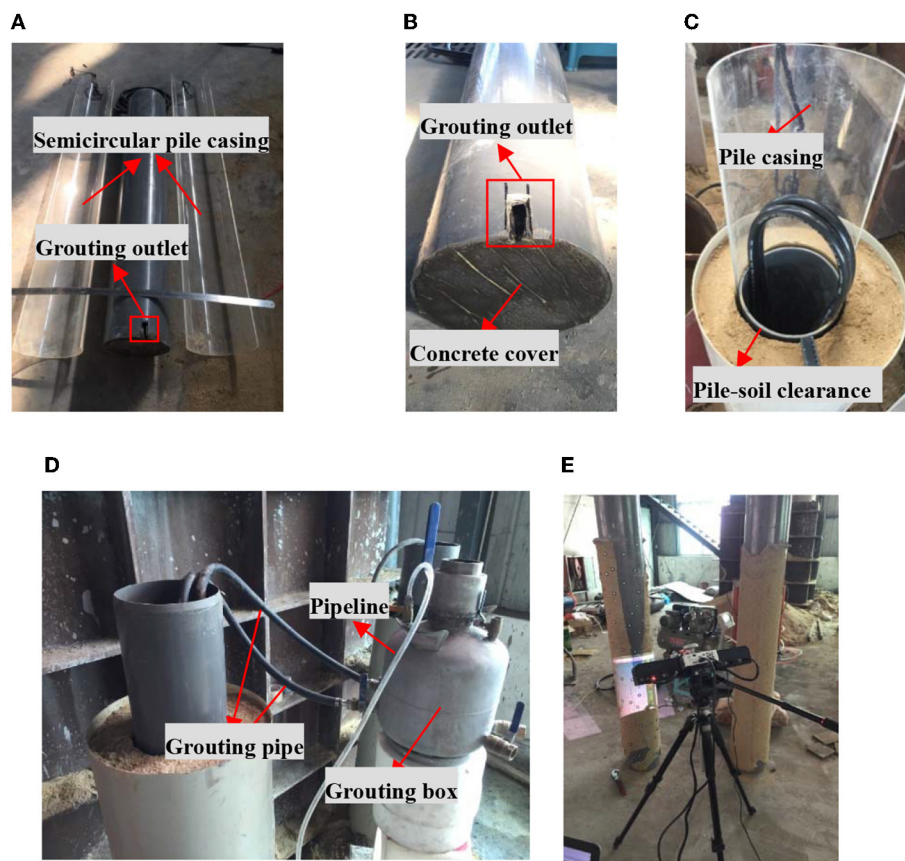 A
Semicircular pile casing
Grouting outlet
B
Grouting outlet
Concrete cover
C
Pile casing
Pile-soil clearance
D
Pipeline
Grouting pipe
Grouting box
E